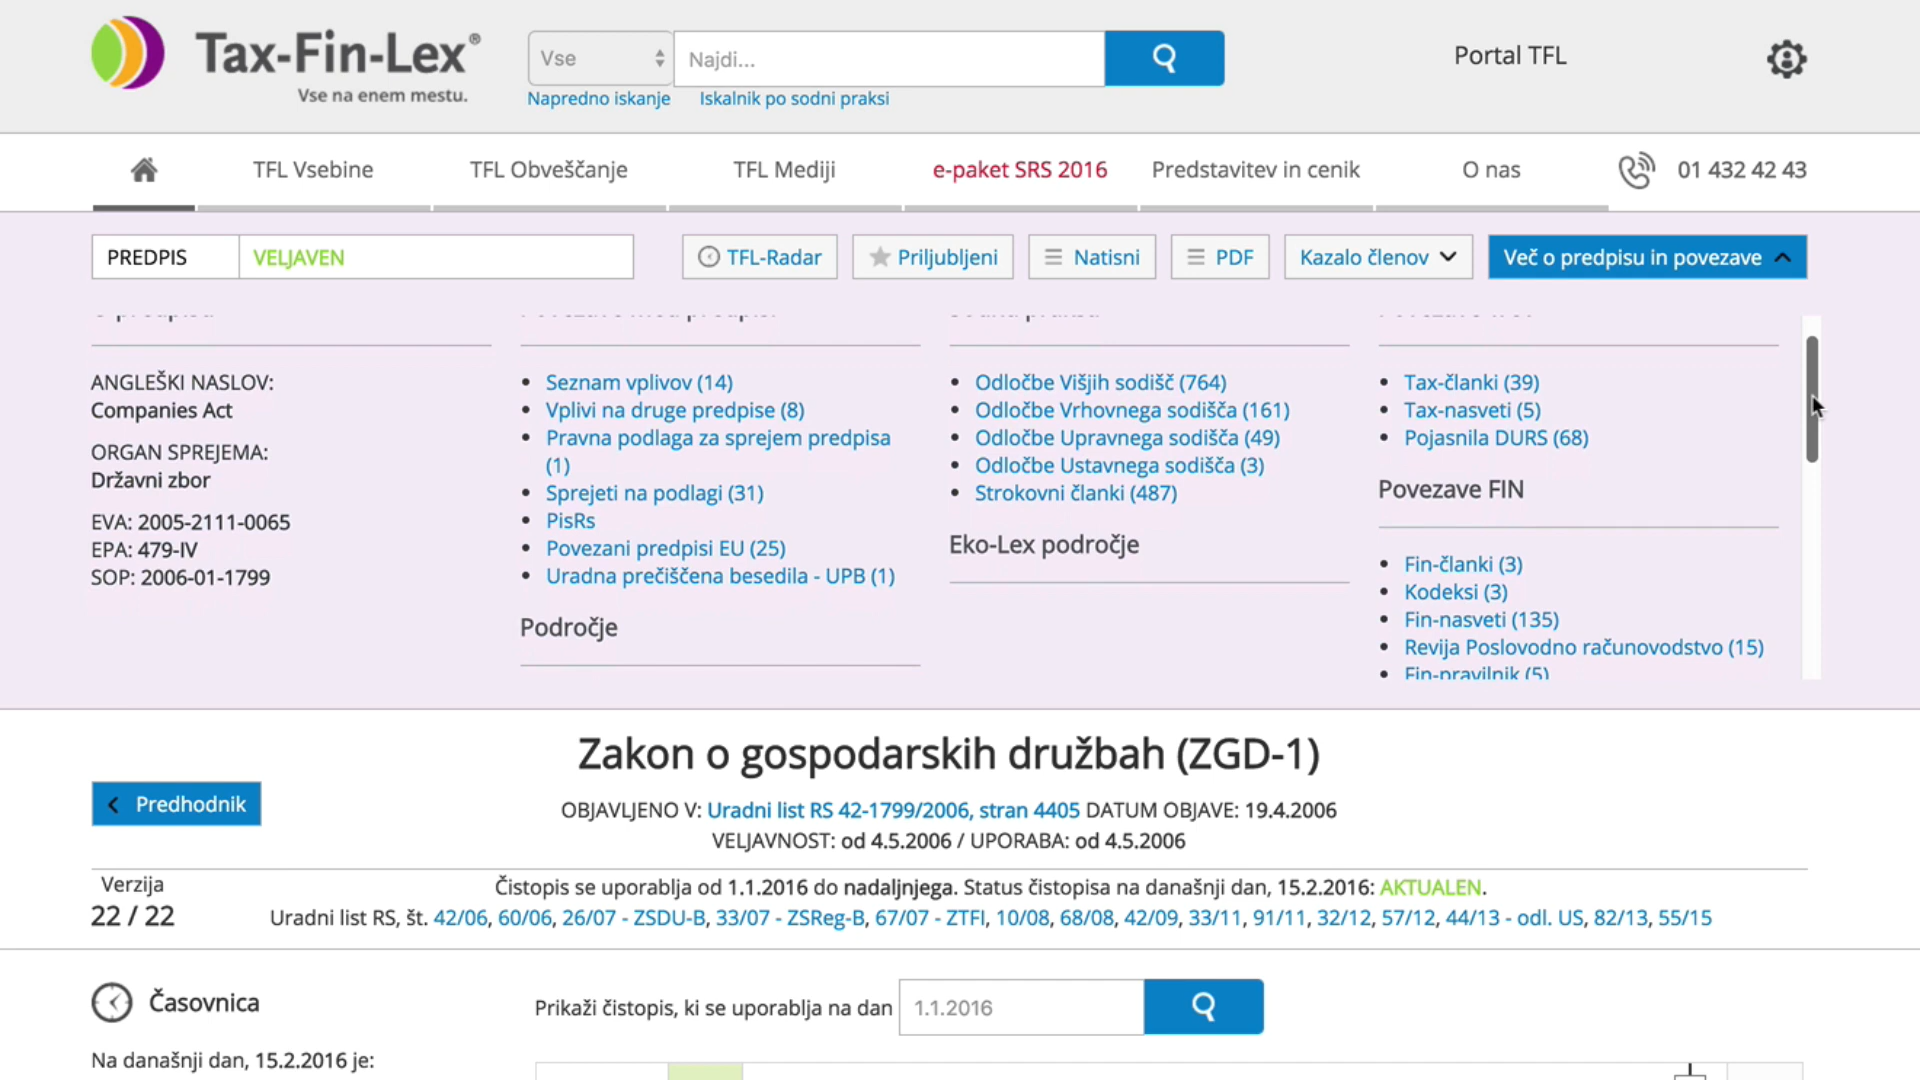 Tax-Fin-Lex®
Vse na enem mestu.
Vse
Najdi...
Napredno iskanje
Iskalnik po sodni praksi
Portal TFL
TFL Vsebine
TFL Obveščanje
TFL Mediji
e-paket SRS 2016
Predstavitev in cenik
O nas
01 432 42 43
PREDPIS
VELJAVEN
TFL-Radar
Priljubljeni
Natisni
PDF
Kazalo členov
Več o predpisu in povezave
ANGLEŠKI NASLOV:
Companies Act
ORGAN SPREJEMA:
Državni zbor
EVA: 2005-2111-0065
EPA: 479-IV
SOP: 2006-01-1799
Seznam vplivov (14)
Vplivi na druge predpise (8)
Pravna podlaga za sprejem predpisa
(1)
Sprejeti na podlagi (31)
PisRs
Povezani predpisi EU (25)
Uradna prečiščena besedila - UPB (1)
Področje
Odločbe Višjih sodišč (764)
Odločbe Vrhovnega sodišča (161)
Odločbe Upravnega sodišča (49)
Odločbe Ustavnega sodišča (3)
Strokovni članki (487)
Eko-Lex področje
Tax-članki (39)
Tax-nasveti (5)
Pojasnila DURS (68)
Povezave FIN
Fin-članki (3)
Kodeksi (3)
Fin-nasveti (135)
Revija Poslovodno računovodstvo (15)
Fin-pravilnik (5)
Zakon o gospodarskih družbah (ZGD-1)
Predhodnik
OBJAVLJENO V: Uradni list RS 42-1799/2006, stran 4405 DATUM OBJAVE: 19.4.2006
VELJAVNOST: od 4.5.2006 / UPORABA: od 4.5.2006
Verzija
22 / 22
Čistopis se uporablja od 1.1.2016 do nadaljnjega. Status čistopisa na današnji dan, 15.2.2016: AKTUALEN.
Uradni list RS, št. 42/06, 60/06, 26/07 - ZSDU-B, 33/07 - ZSReg-B, 67/07 - ZTFI, 10/08, 68/08, 42/09, 33/11, 91/11, 32/12, 57/12, 44/13 - odl. US, 82/13, 55/15
Časovnica
Prikaži čistopis, ki se uporablja na dan
1.1.2016
Na današnji dan, 15.2.2016 je: